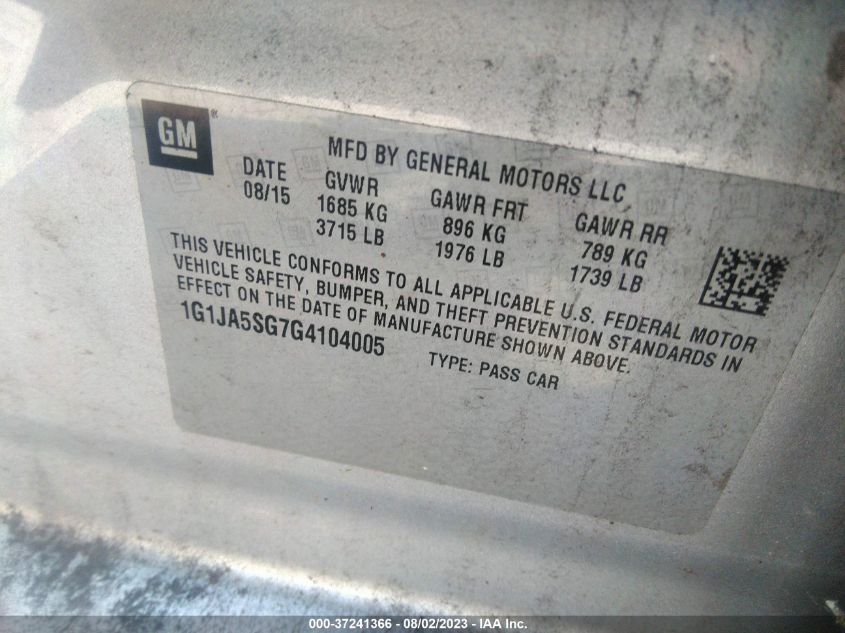 GM ®
MFD BY GENERAL MOTORS LLC
DATE GVWR GAWR FRT GAWR RR
08/15 1685 KG 896 KG 789 KG
3715 LB 1976 LB 1739 LB
THIS VEHICLE CONFORMS TO ALL APPLICABLE U.S. FEDERAL MOTOR
VEHICLE SAFETY, BUMPER, AND THEFT PREVENTION STANDARDS IN
EFFECT ON THE DATE OF MANUFACTURE SHOWN ABOVE.
1G1JA5SG7G4104005 TYPE: PASS CAR
000-37241366 - 08/02/2023 - IAA Inc.